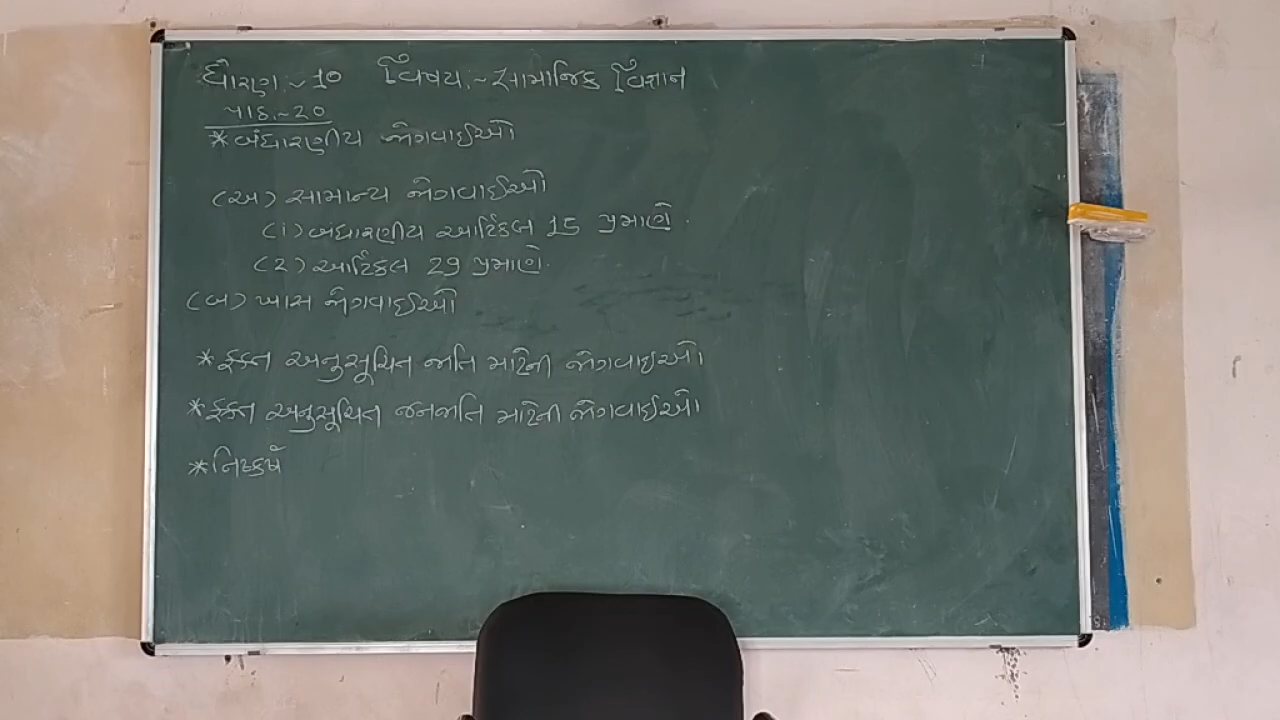 ધોરણ.~10 વિષય.~સામાજિક વિજ્ઞાન
પાઠ.~20
*બંધારણીય જોગવાઈઓ
(અ) સામાન્ય જોગવાઈઓ
(1) બંધારણીય આર્ટિકલ 15 પ્રમાણે.
(2) આર્ટિકલ 29 પ્રમાણે.
(બ) ખાસ જોગવાઈઓ
*ફક્ત અનુસૂચિત જાતિ માટેની જોગવાઇઓ
*ફક્ત અનુસૂચિત જનજાતિ માટેની જોગવાઈઓ
*નિષ્કર્ષ